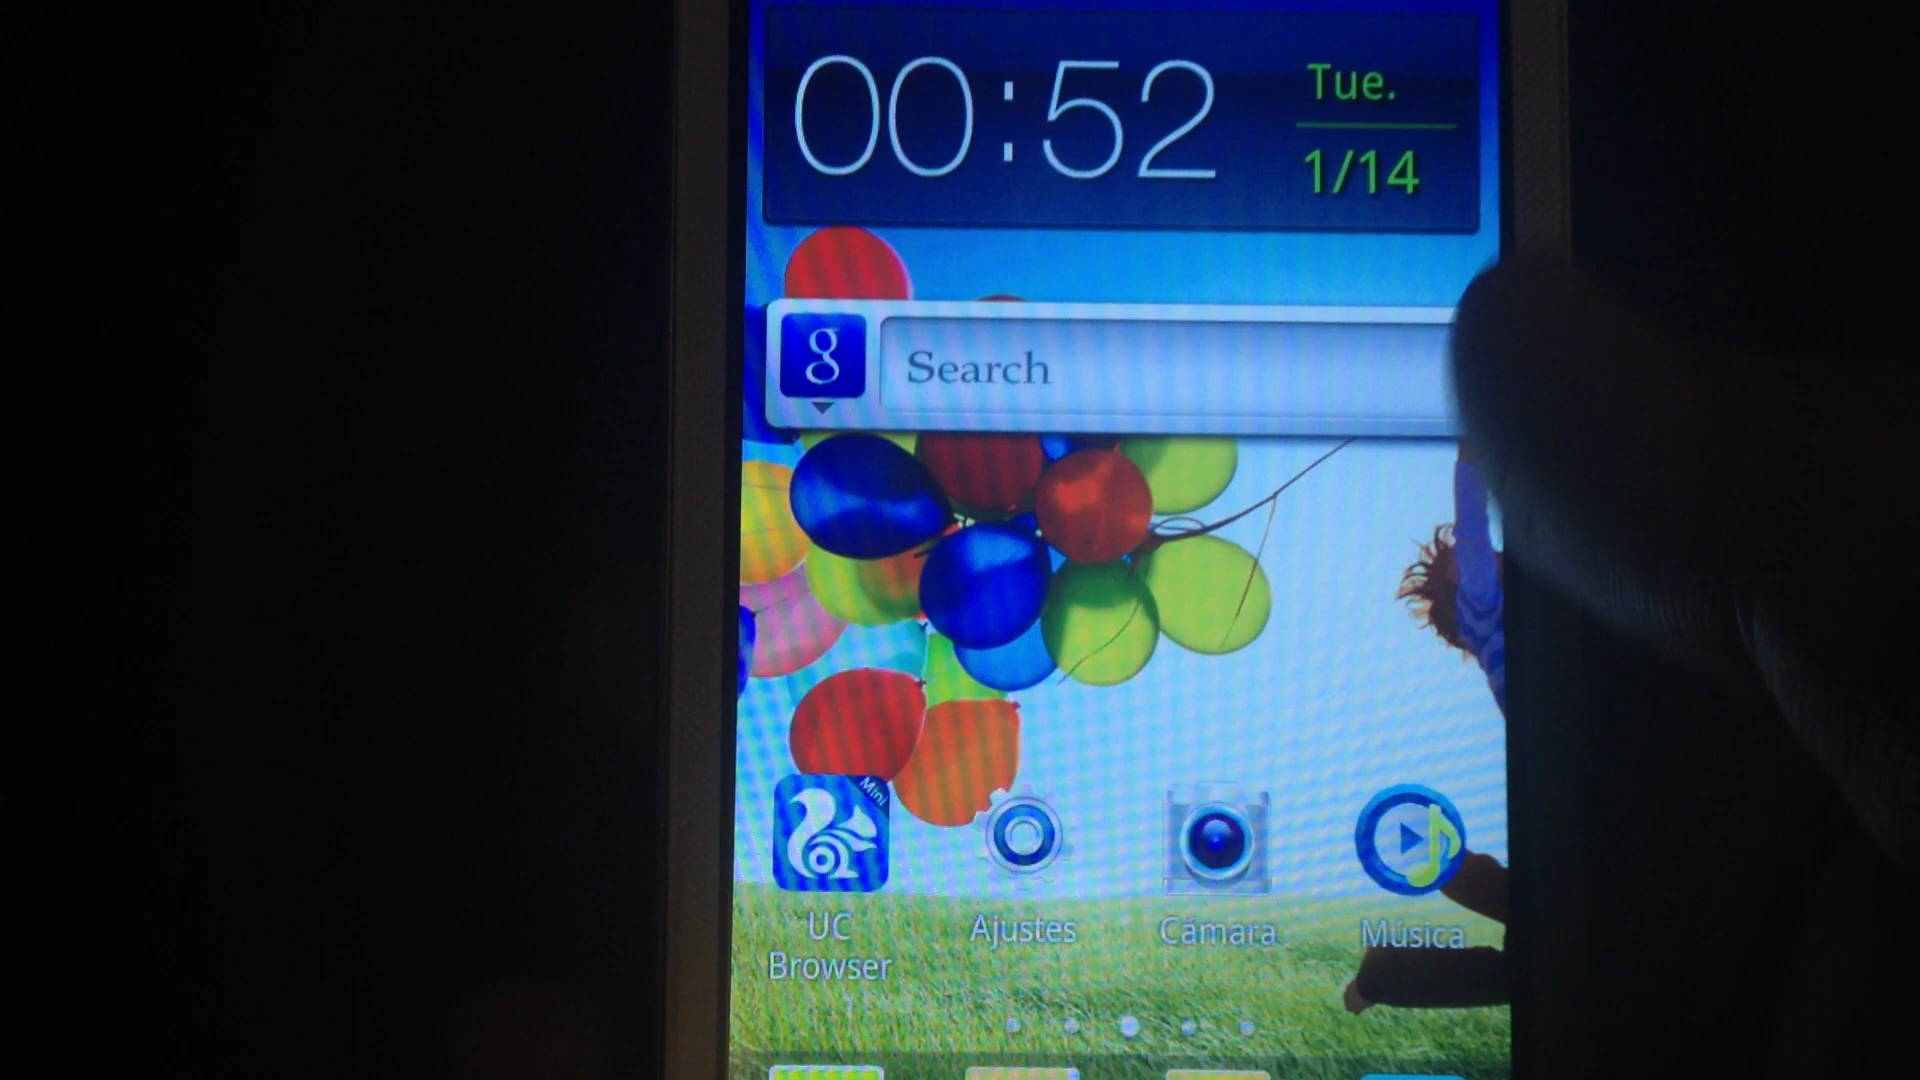 00:52
Tue.
1/14
g
Search
Mini
UC
Browser
Ajustes
Cámara
Música